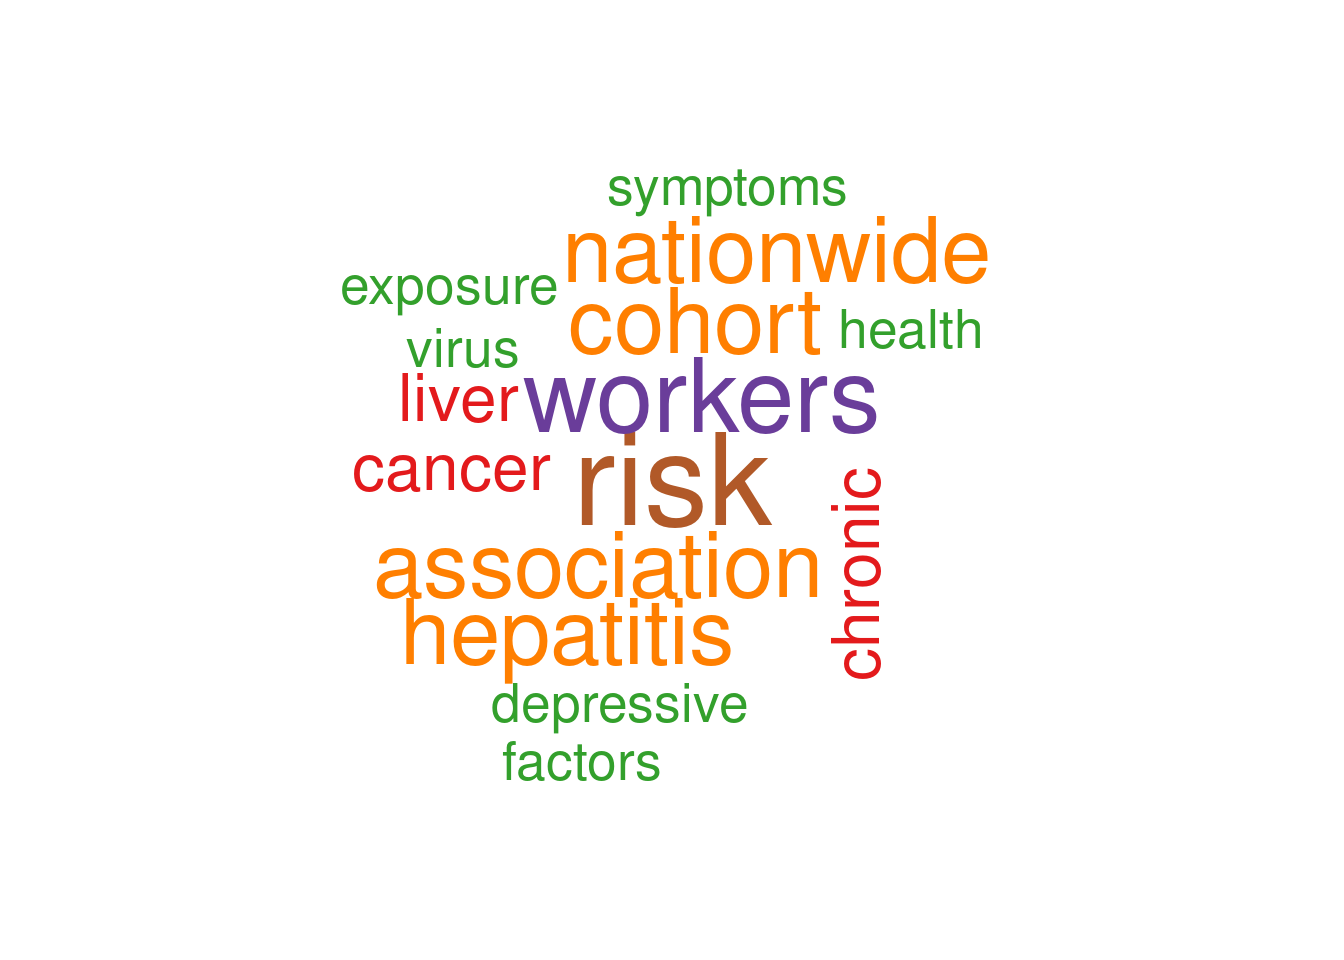 symptoms
nationwide
exposure
cohort
health
virus
liver
workers
cancer
risk
chronic
association
hepatitis
depressive
factors